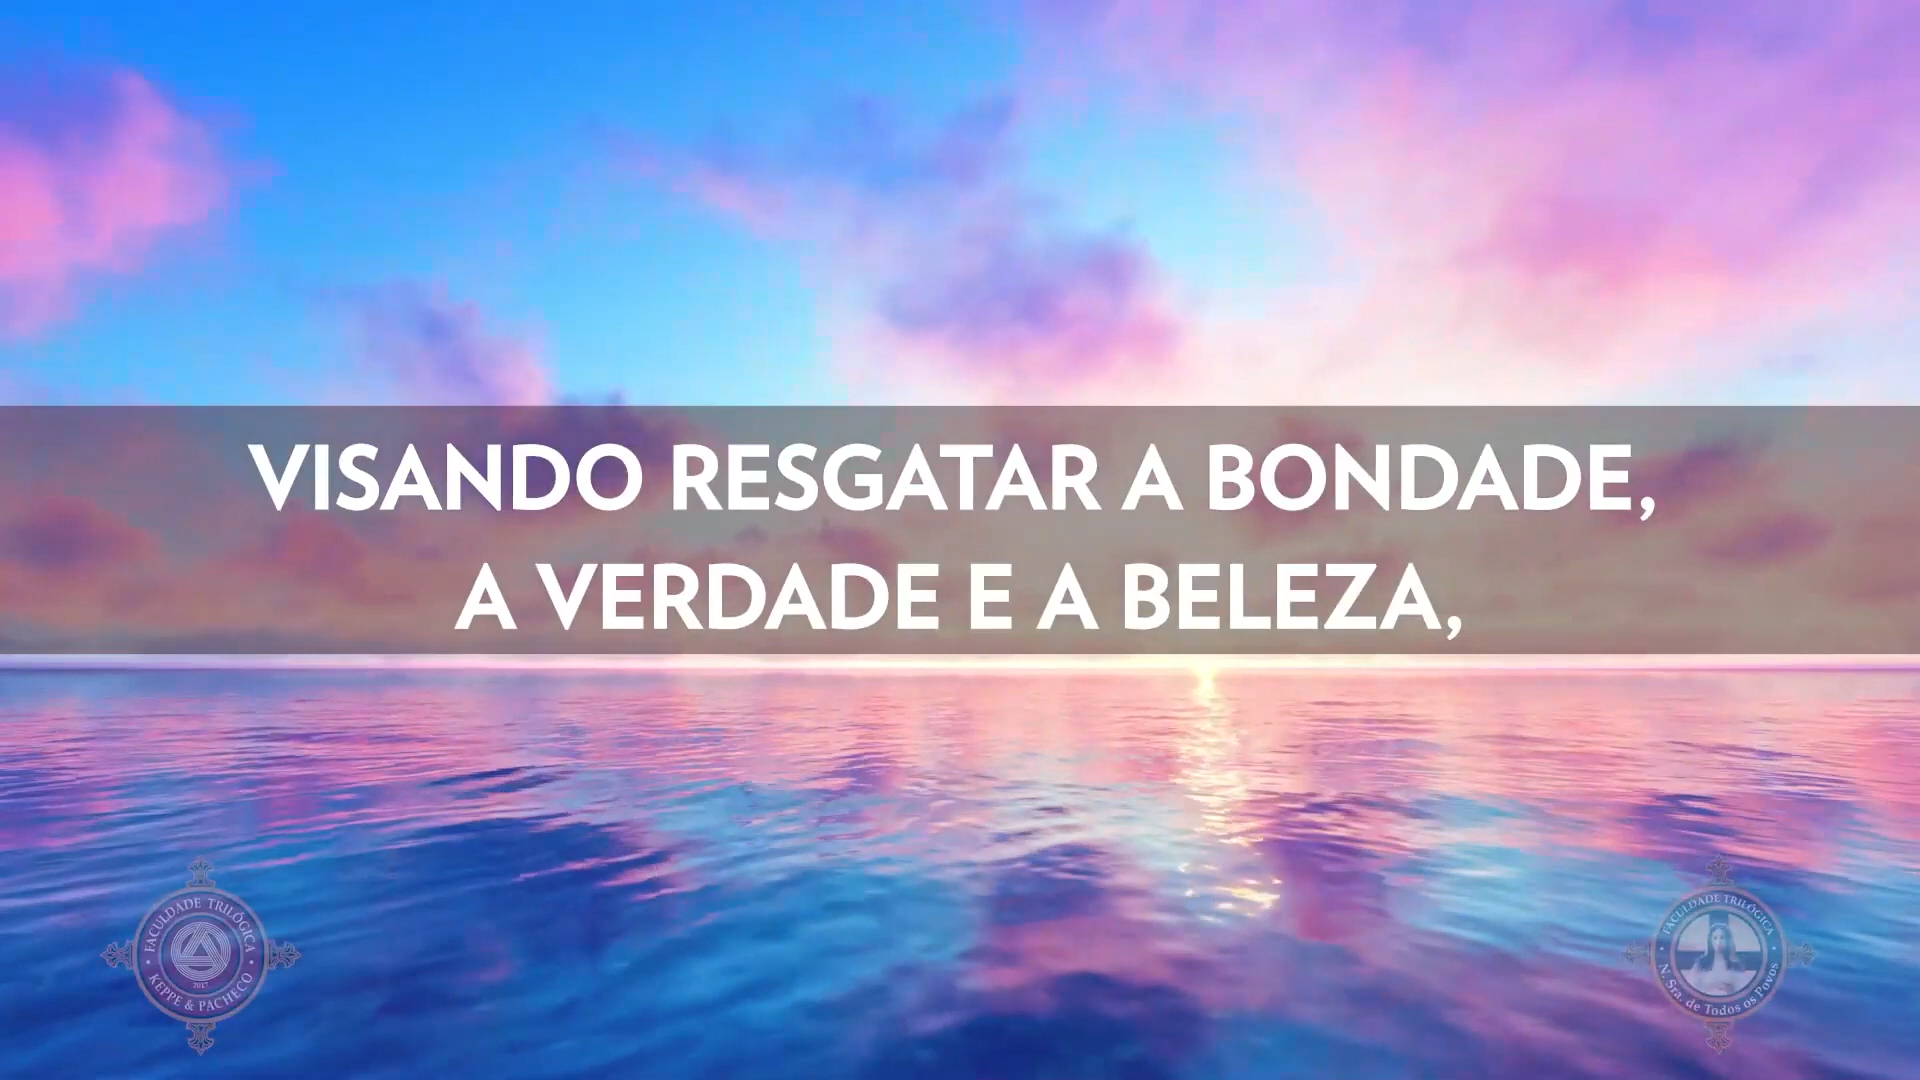 VISANDO RESGATAR A BONDADE,
A VERDADE E A BELEZA,
FACULDADE TRILÓGICA
2017
KEPPE & PACHECO
FACULDADE TRILÓGICA
N. Sra. de Todos os Povos